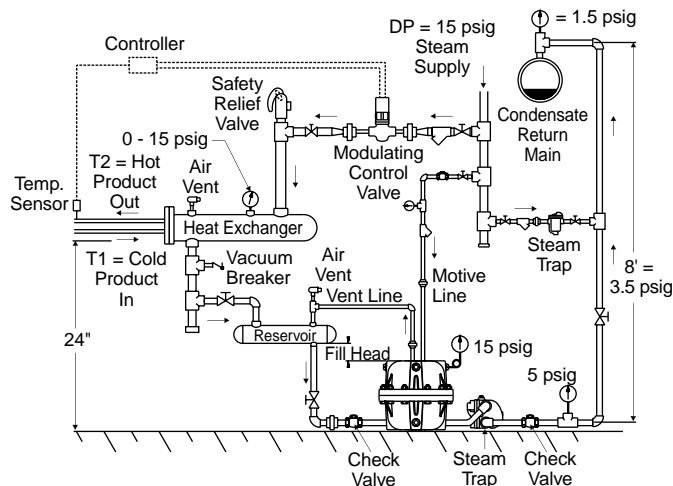 Controller
DP = 15 psig
Steam
Supply
= 1.5 psig
Safety
Relief
Valve
Condensate
Return
Main
0 - 15 psig
Modulating
Control
Valve
T2 = Hot
Product
Out
Air
Vent
Temp.
Sensor
Heat Exchanger
Steam
Trap
T1 = Cold
Product
In
Vacuum
Breaker
Air
Vent
Vent Line
Motive
Line
8' =
3.5 psig
24"
Reservoir
Fill Head
15 psig
5 psig
Check
Valve
Steam
Trap
Check
Valve